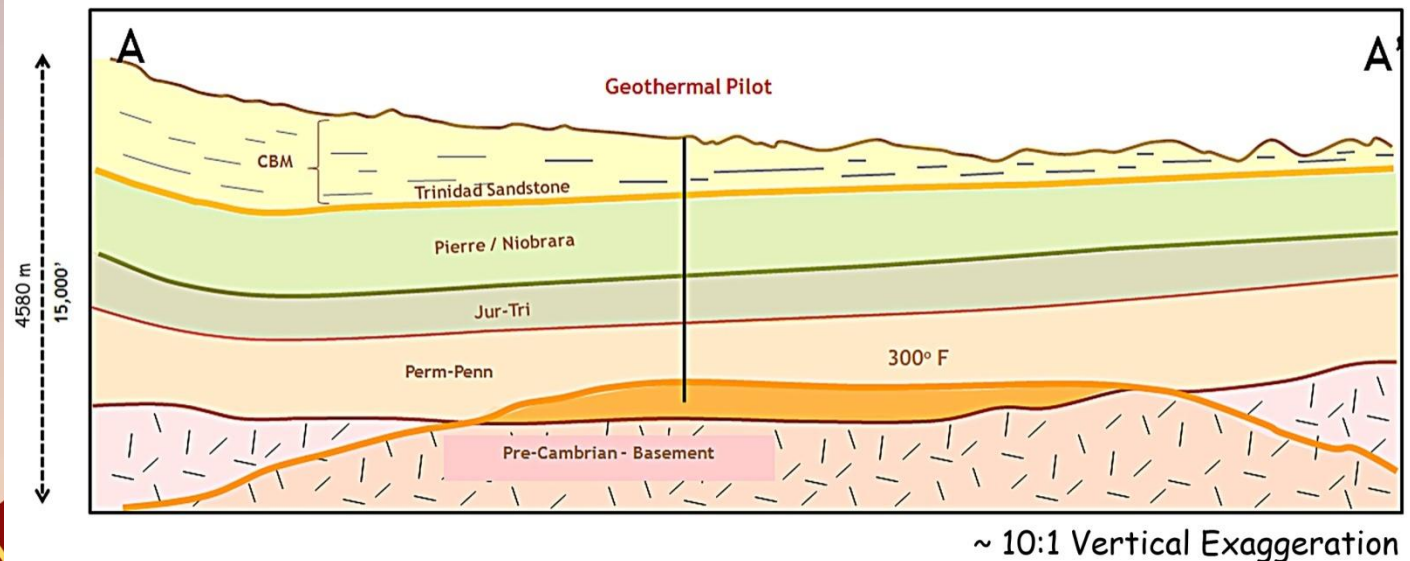 A
A'
Geothermal Pilot
CBM
Trinidad Sandstone
Pierre / Niobrara
4580 m
15,000'
Jur-Tri
300º F
Perm-Penn
Pre-Cambrian - Basement
~ 10:1 Vertical Exaggeration